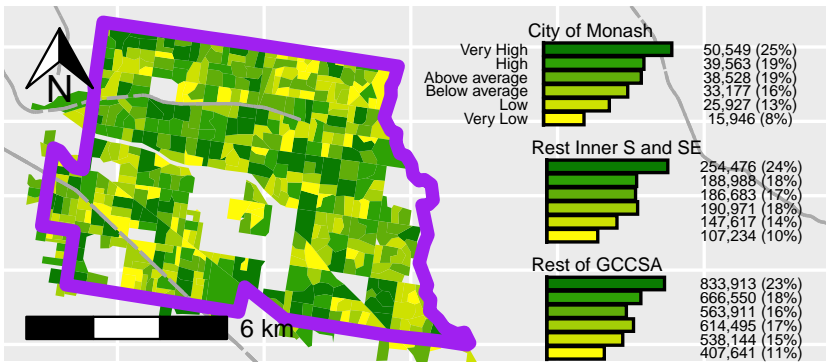 N
6 km
City of Monash
Very High 50,549 (25%)
High 39,563 (19%)
Above average 38,528 (19%)
Below average 33,177 (16%)
Low 25,927 (13%)
Very Low 15,946 (8%)
Rest Inner S and SE
254,476 (24%)
188,988 (18%)
186,683 (17%)
190,971 (18%)
147,617 (14%)
107,234 (10%)
Rest of GCCSA
833,913 (23%)
666,550 (18%)
563,911 (16%)
614,495 (17%)
538,144 (15%)
407,641 (11%)